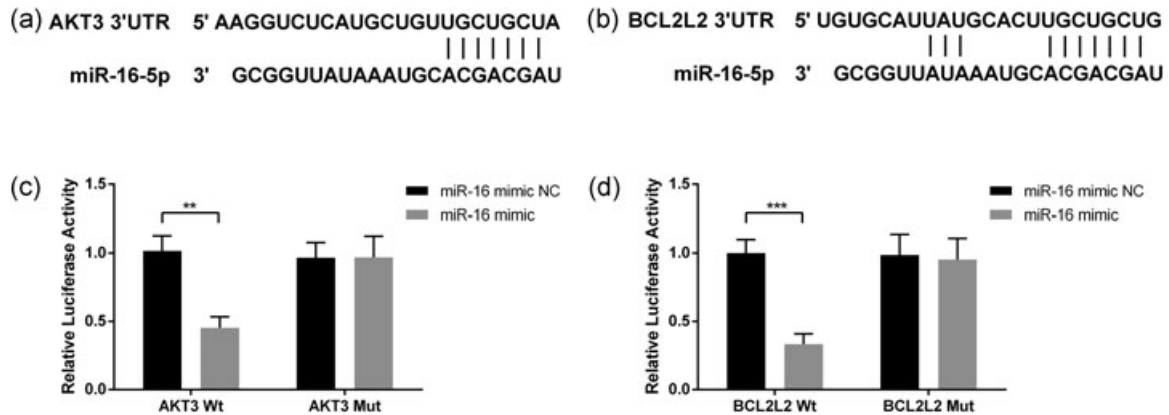 (a) AKT3 3'UTR 5' AAGGUCUCAUGCUGUUGCUGCUA
miR-16-5p 3' GCGGUUAUAAAUGCACGACGAU
(b) BCL2L2 3'UTR 5' UGUGCAUUAUGCACUUGCUGCUG
miR-16-5p 3' GCGGUUAUAAAUGCACGACGAU
(c)
Relative Luciferase Activity
1.5
1.0
0.5
0.0
**
miR-16 mimic NC
miR-16 mimic
AKT3 Wt AKT3 Mut
(d)
Relative Luciferase Activity
1.5
1.0
0.5
0.0
***
miR-16 mimic NC
miR-16 mimic
BCL2L2 Wt BCL2L2 Mut